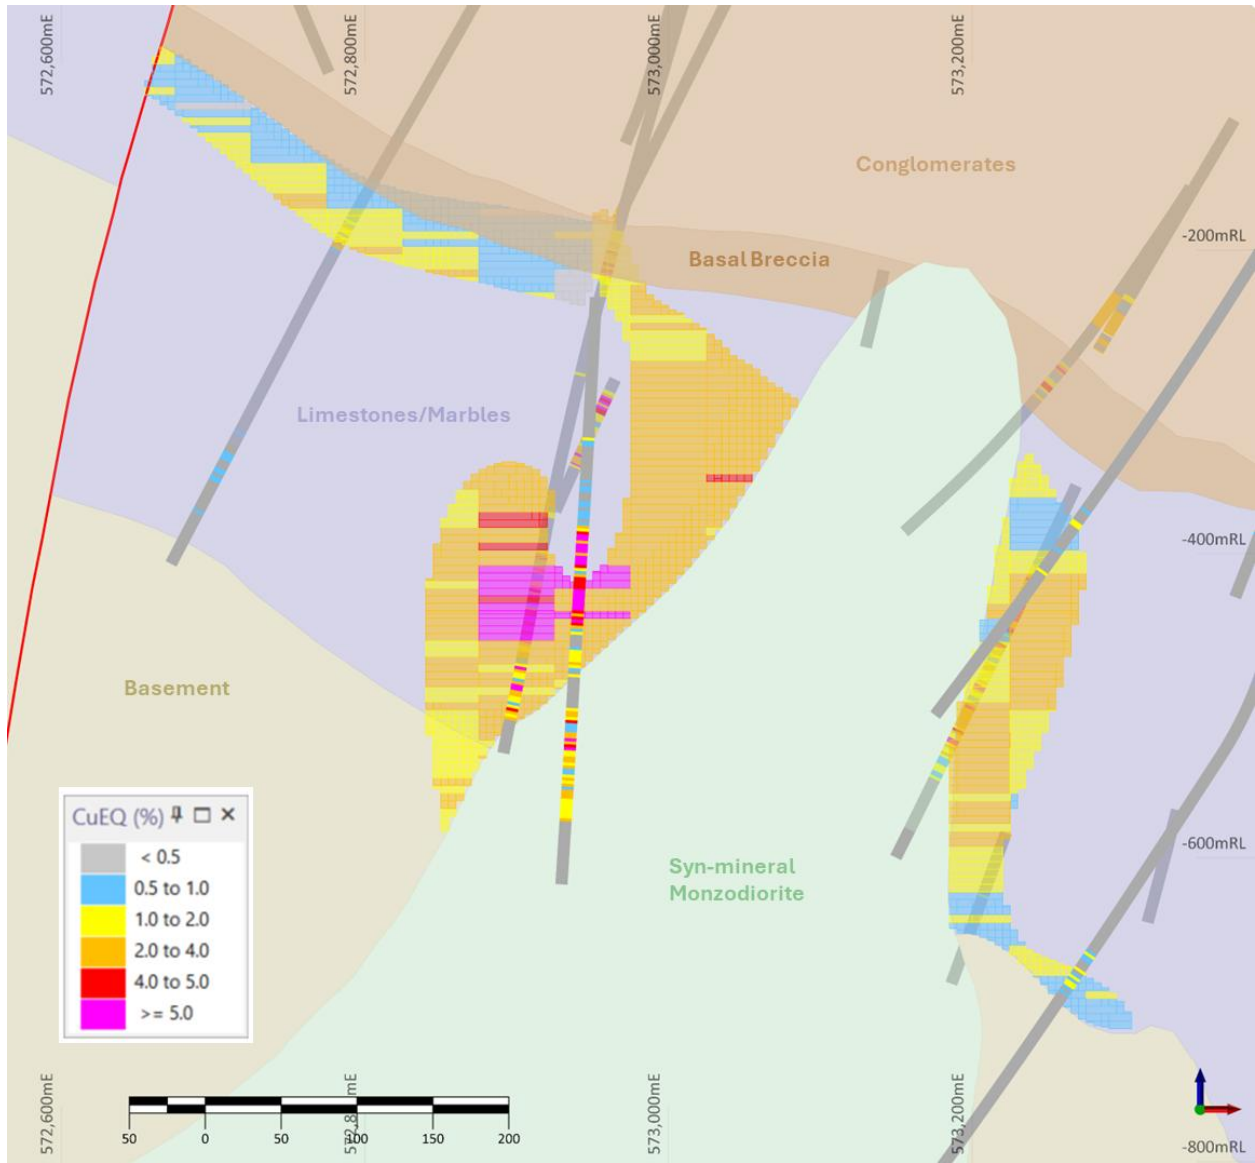 572,600mE
572,800mE
573,000mE
573,200mE
Conglomerates
-200mRL
Basal Breccia
Limestones/Marbles
-400mRL
Basement
CuEQ (%)
< 0.5
0.5 to 1.0
1.0 to 2.0
2.0 to 4.0
4.0 to 5.0
>= 5.0
-600mRL
Syn-mineral
Monzodiorite
572,600mE
573,000mE
573,200mE
50 0 50 100 150 200
-800mRL